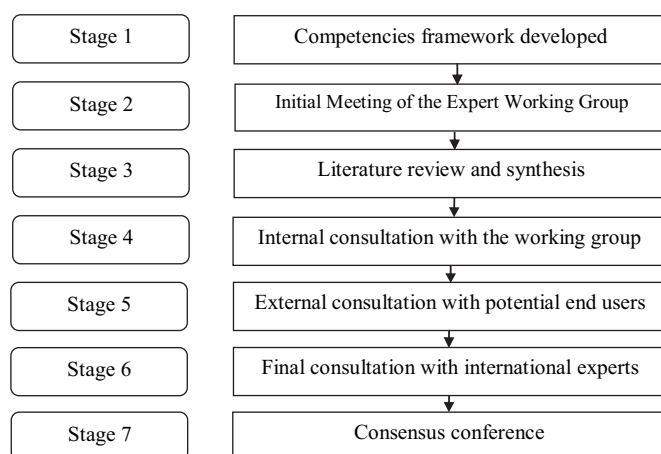 Stage 1
Competencies framework developed
Stage 2
Initial Meeting of the Expert Working Group
Stage 3
Literature review and synthesis
Stage 4
Internal consultation with the working group
Stage 5
External consultation with potential end users
Stage 6
Final consultation with international experts
Stage 7
Consensus conference